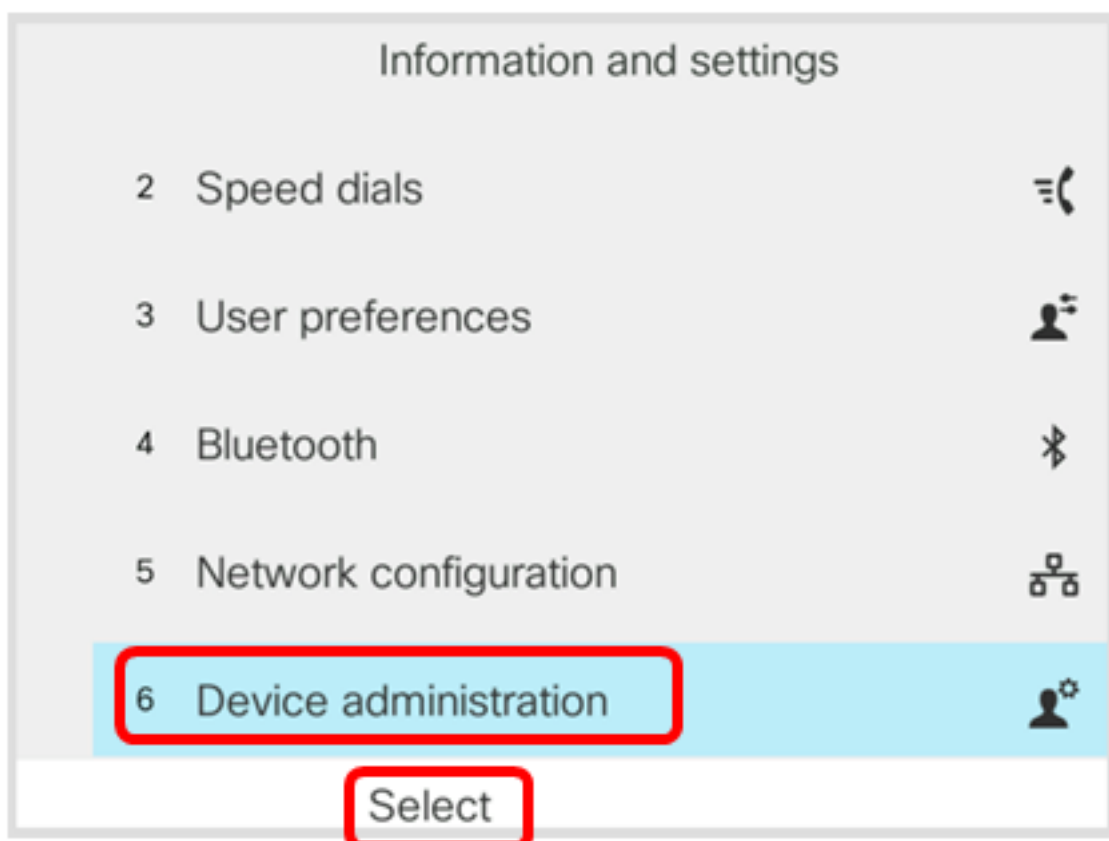 Information and settings
2 Speed dials
3 User preferences
4 Bluetooth
5 Network configuration
6 Device administration
Select